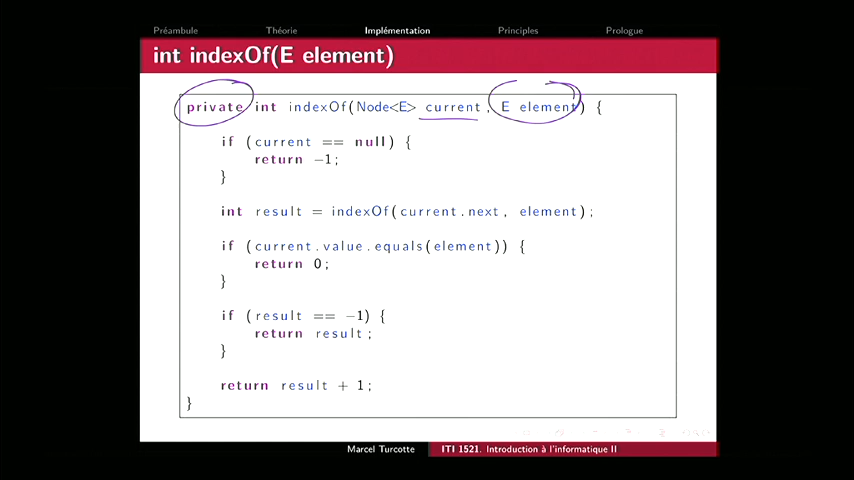 Préambule Théorie Implémentation Principles Prologue
int indexOf(E element)
private int indexOf(Node<E> current, E element) {
if (current == null) {
return -1;
}
int result = indexOf(current.next, element);
if (current.value.equals(element)) {
return 0;
}
if (result == -1) {
return result;
}
return result + 1;
}
Marcel Turcotte ITI 1521. Introduction à l'informatique II